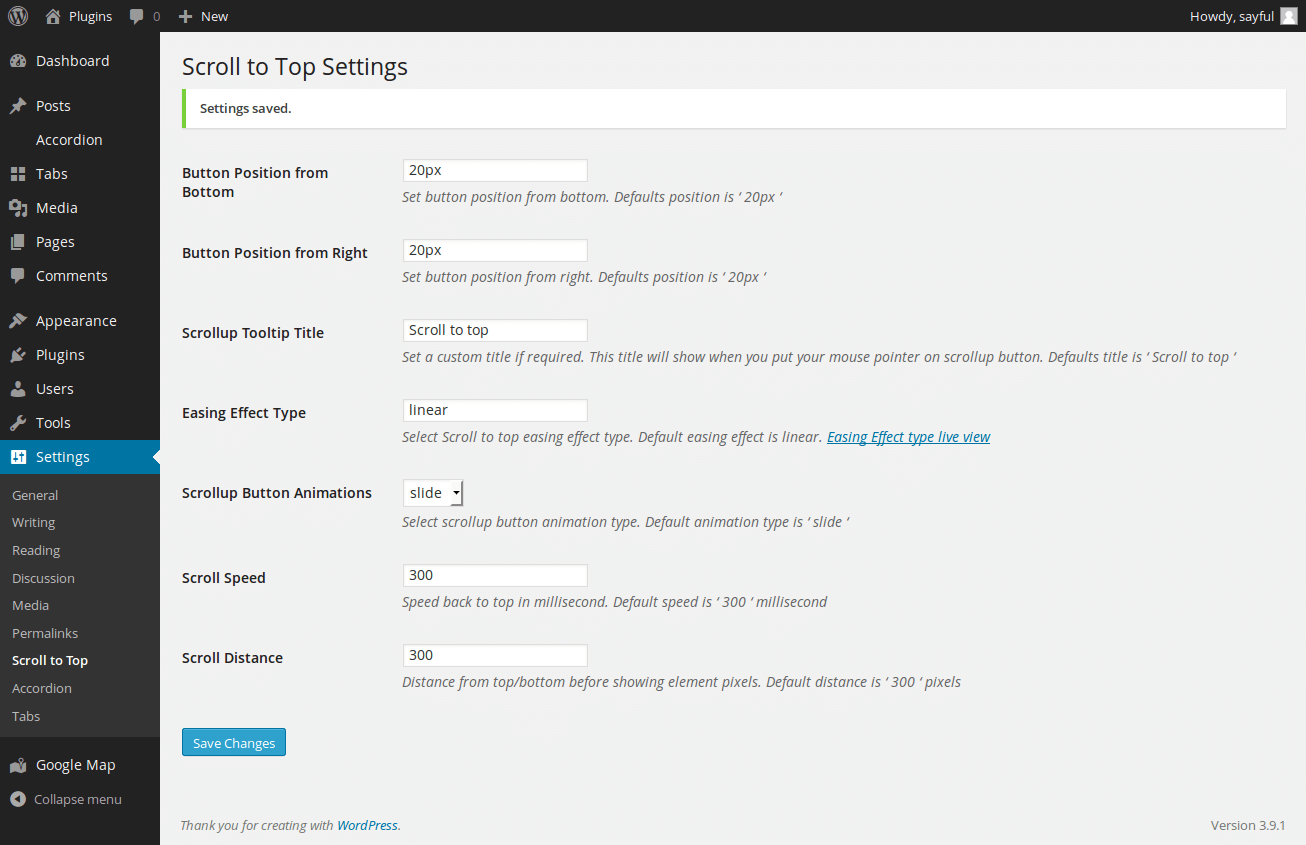 Plugins 0 New Howdy, sayful
Dashboard
Posts
Accordion
Tabs
Media
Pages
Comments
Appearance
Plugins
Users
Tools
Settings
General
Writing
Reading
Discussion
Media
Permalinks
Scroll to Top
Accordion
Tabs
Google Map
Collapse menu
Scroll to Top Settings
Settings saved.
Button Position from
Bottom
20px
Set button position from bottom. Defaults position is ‘ 20px ‘
Button Position from Right
20px
Set button position from right. Defaults position is ‘ 20px ‘
Scrollup Tooltip Title
Scroll to top
Set a custom title if required. This title will show when you put your mouse pointer on scrollup button. Defaults title is ‘ Scroll to top ‘
Easing Effect Type
linear
Select Scroll to top easing effect type. Default easing effect is linear. Easing Effect type live view
Scrollup Button Animations
slide
Select scrollup button animation type. Default animation type is ‘ slide ‘
Scroll Speed
300
Speed back to top in millisecond. Default speed is ‘ 300 ‘ millisecond
Scroll Distance
300
Distance from top/bottom before showing element pixels. Default distance is ‘ 300 ‘ pixels
Save Changes
Thank you for creating with WordPress.
Version 3.9.1